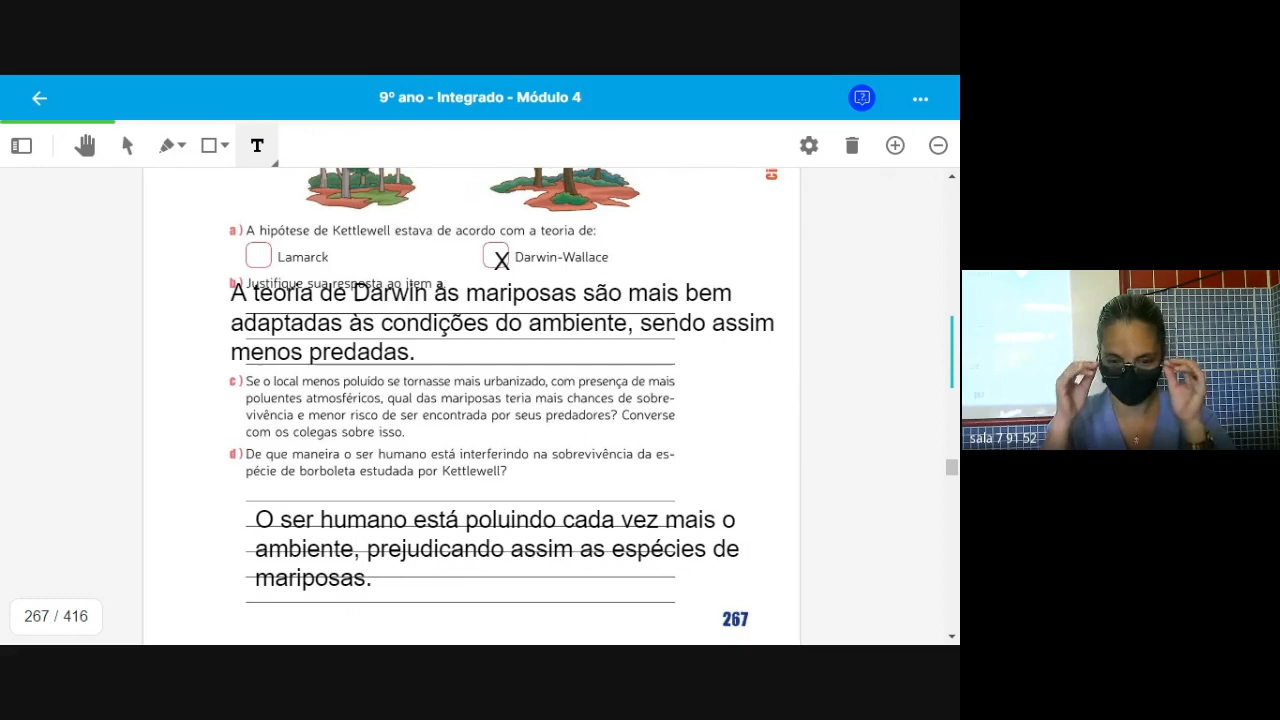 9º ano - Integrado - Módulo 4
T
a) A hipótese de Kettlewell estava de acordo com a teoria de:
Lamarck
X Darwin-Wallace
b) Justifique sua resposta ao item a.
A teoria de Darwin às mariposas são mais bem
adaptadas às condições do ambiente, sendo assim
menos predadas.
c) Se o local menos poluído se tornasse mais urbanizado, com presença de mais
poluentes atmosféricos, qual das mariposas teria mais chances de sobre-
vivência e menor risco de ser encontrada por seus predadores? Converse
com os colegas sobre isso.
d) De que maneira o ser humano está interferindo na sobrevivência da es-
pécie de borboleta estudada por Kettlewell?
O ser humano está poluindo cada vez mais o
ambiente, prejudicando assim as espécies de
mariposas.
267 / 416
267
sala 7 91 52